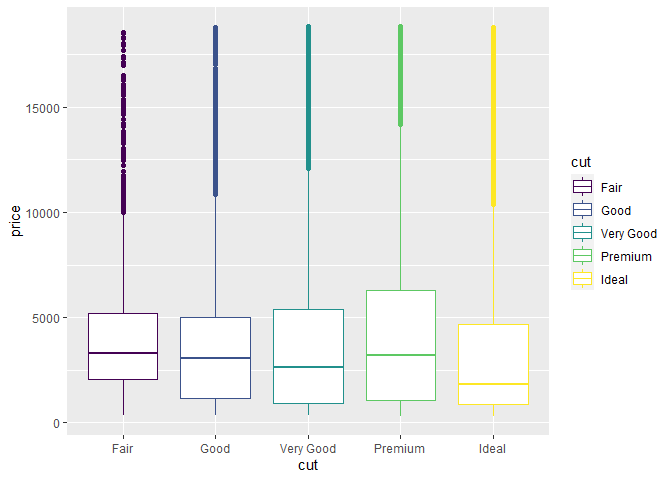 15000
10000
5000
0
price
Fair
Good
Very Good
Premium
Ideal
cut
cut
Fair
Good
Very Good
Premium
Ideal